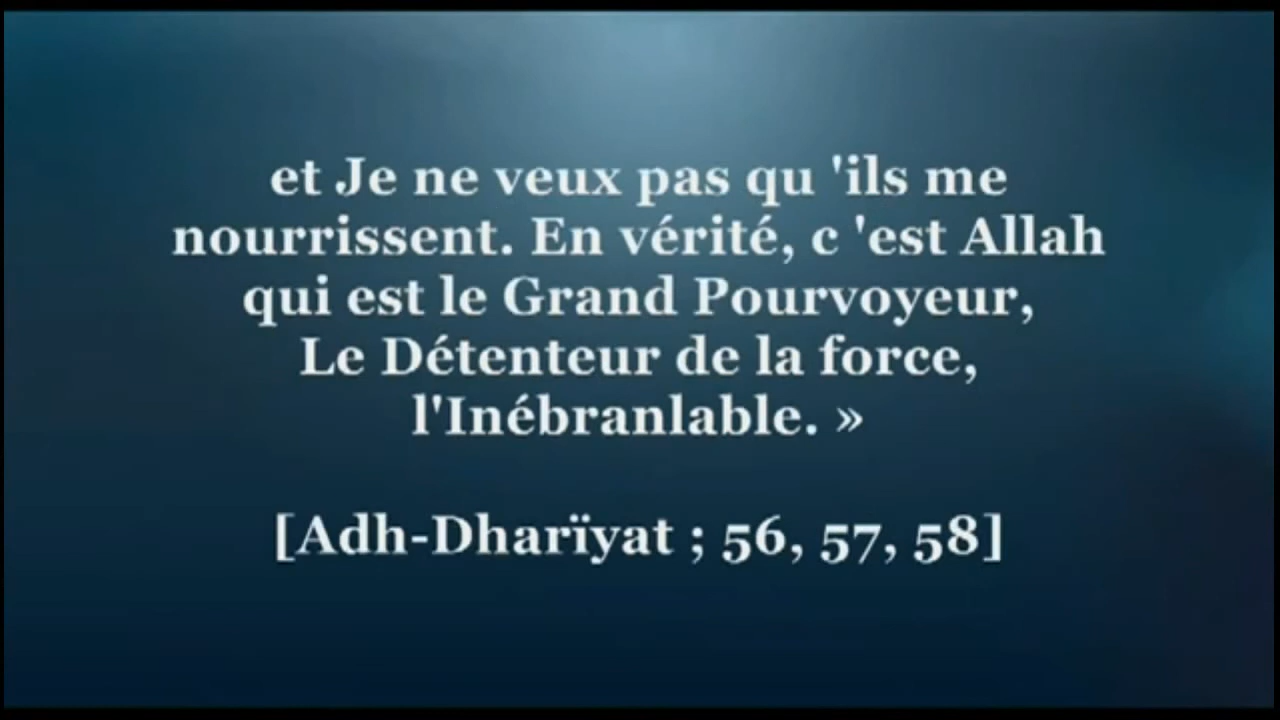 et Je ne veux pas qu 'ils me
nourrissent. En vérité, c 'est Allah
qui est le Grand Pourvoyeur,
Le Détenteur de la force,
l'Inébranlable. »
[Adh-Dharïyat ; 56, 57, 58]